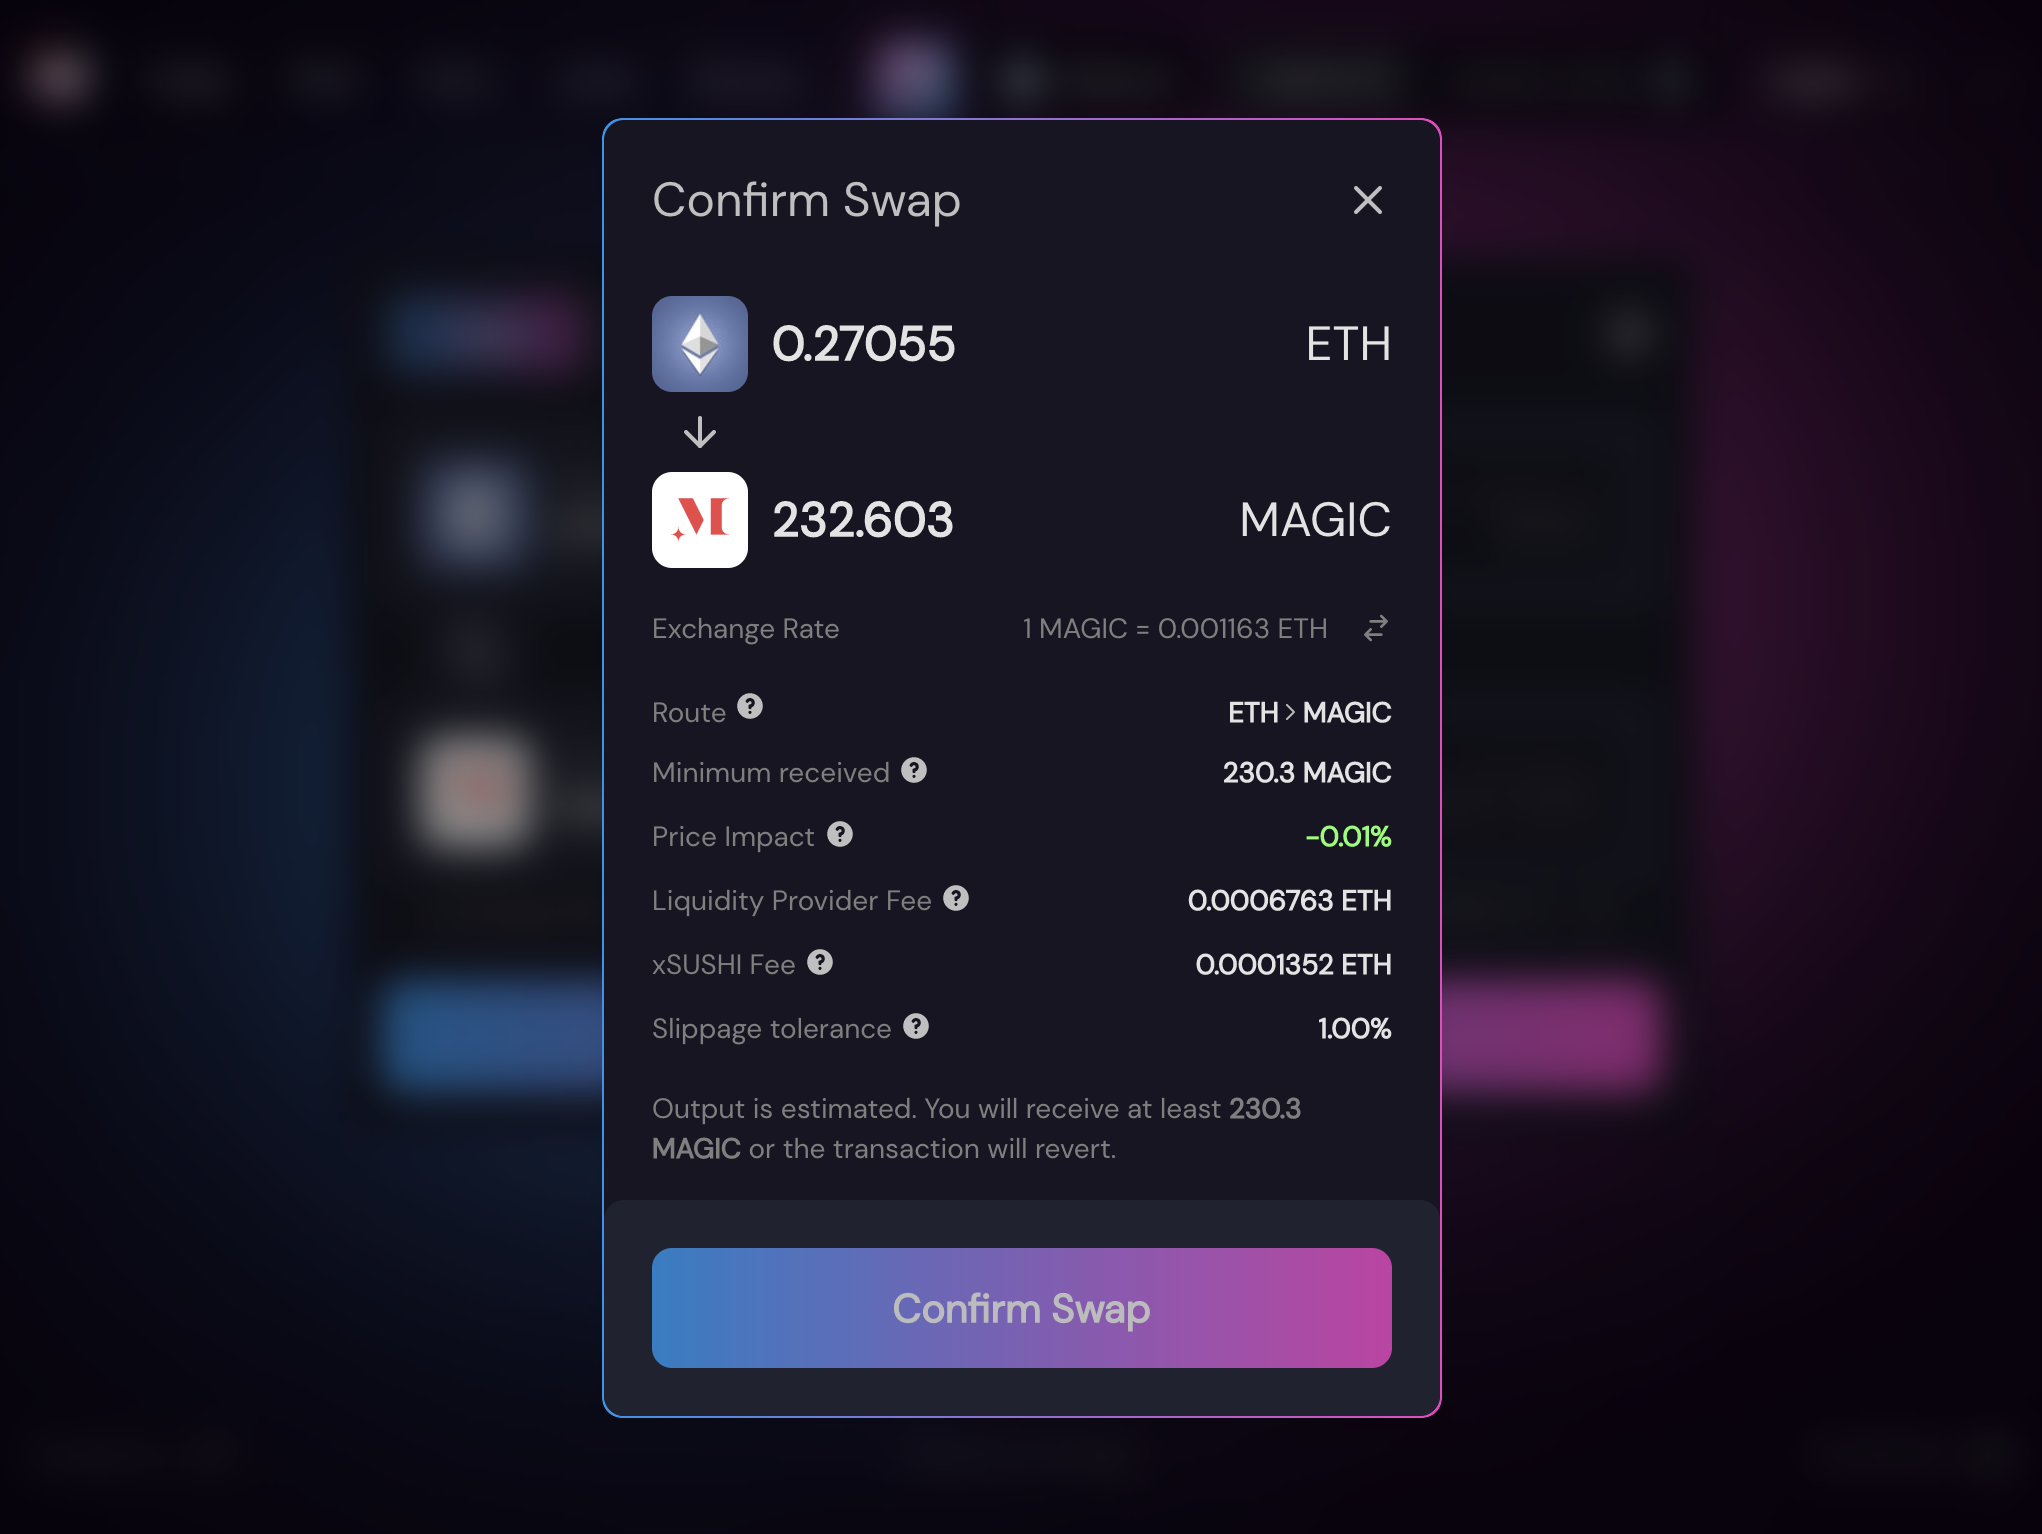 Confirm Swap
0.27055 ETH
232.603 MAGIC
Exchange Rate 1 MAGIC = 0.001163 ETH
Route ETH > MAGIC
Minimum received 230.3 MAGIC
Price Impact -0.01%
Liquidity Provider Fee 0.0006763 ETH
xSUSHI Fee 0.0001352 ETH
Slippage tolerance 1.00%
Output is estimated. You will receive at least 230.3
MAGIC or the transaction will revert.
Confirm Swap